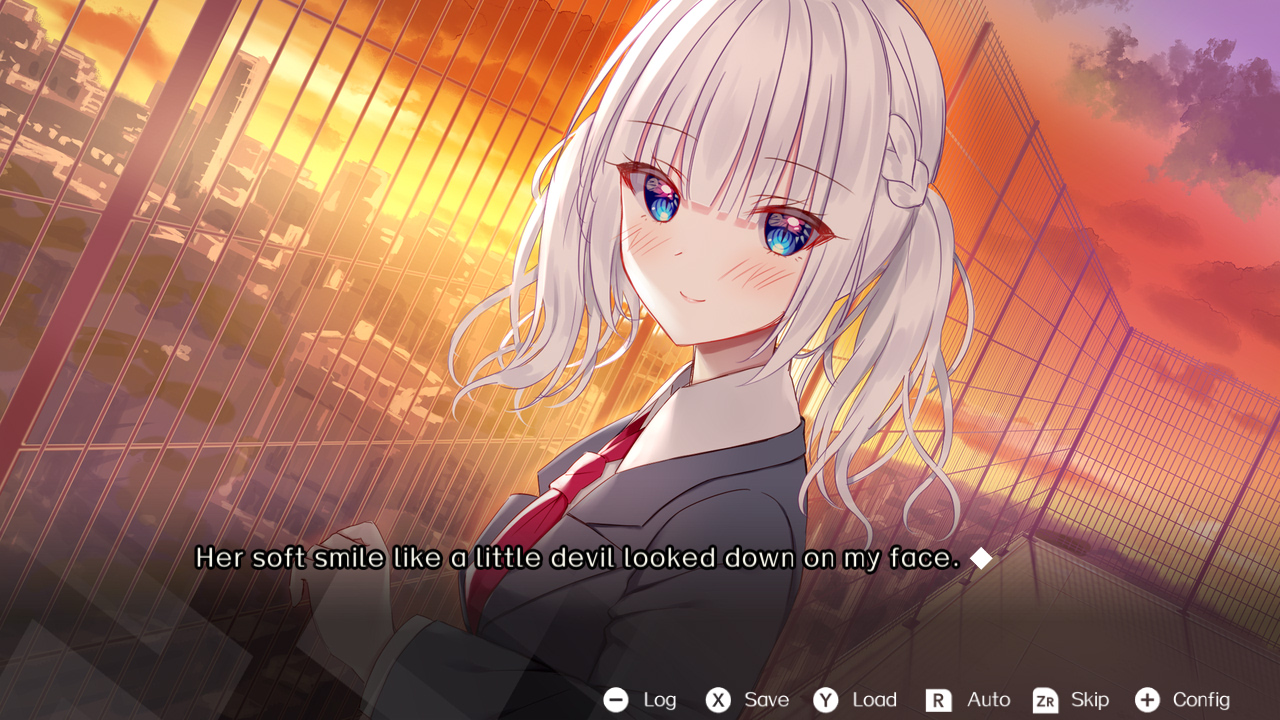 Her soft smile like a little devil looked down on my face.
− Log X Save Y Load R Auto ZR Skip + Config